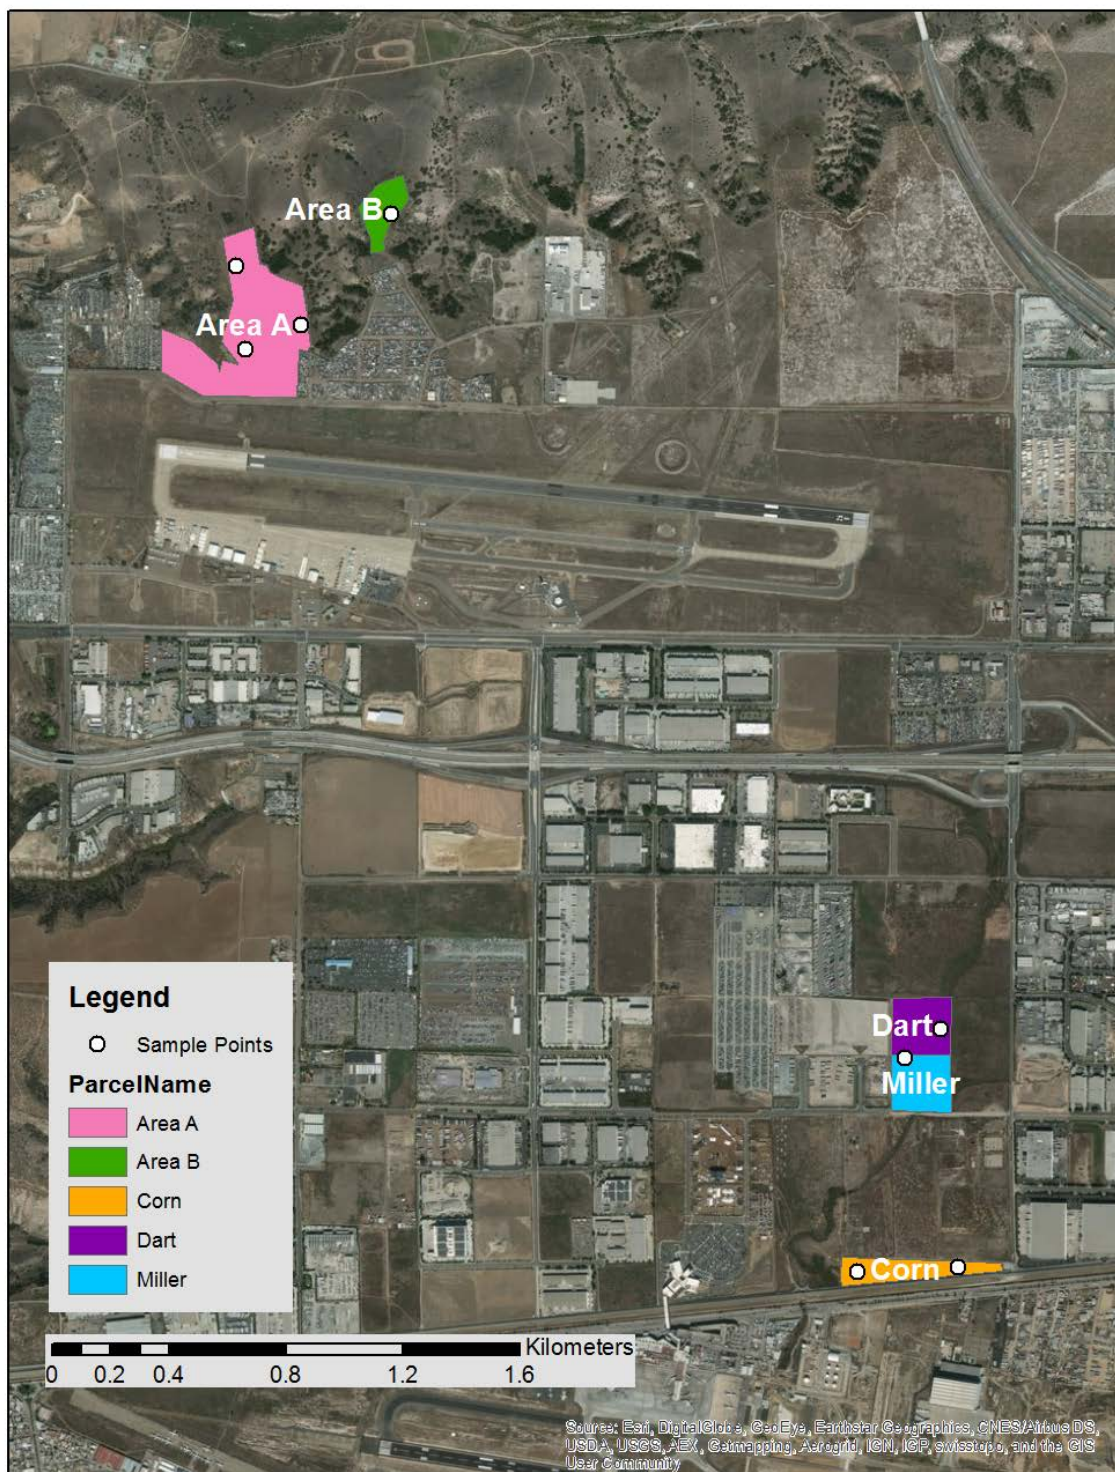 Area B
Area A
Legend
Sample Points
ParcelName
Area A
Area B
Corn
Dart
Miller
Dart
Miller
Corn
Kilometers
0 0.2 0.4 0.8 1.2 1.6
Source: Esri, DigitalGlobe, GeoEye, Earthstar Geographics, CNES/Airbus DS,
USDA, USGS, AEX, Getmapping, Aerogrid, IGN, IGP, swisstopo, and the GIS
User Community